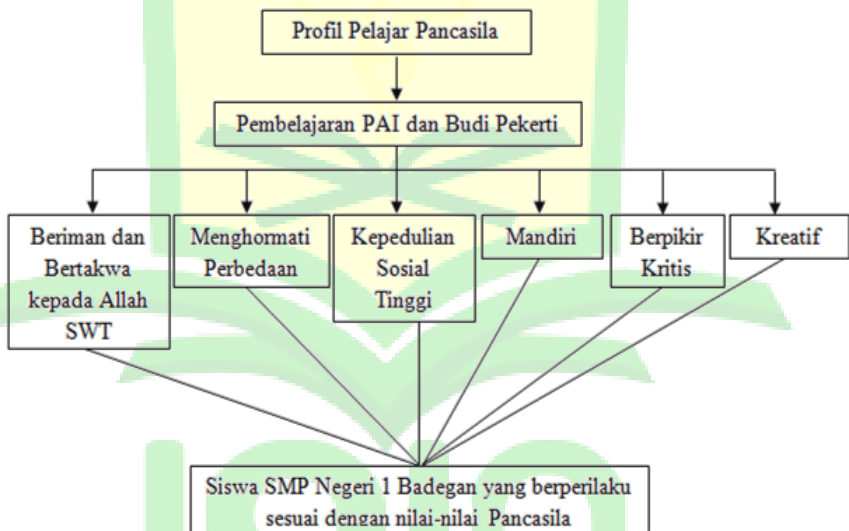 Profil Pelajar Pancasila
Pembelajaran PAI dan Budi Pekerti
Beriman dan
Bertakwa
kepada Allah
SWT
Menghormati
Perbedaan
Kepedulian
Sosial
Tinggi
Mandiri
Berpikir
Kritis
Kreatif
Siswa SMP Negeri 1 Badegan yang berperilaku
sesuai dengan nilai-nilai Pancasila